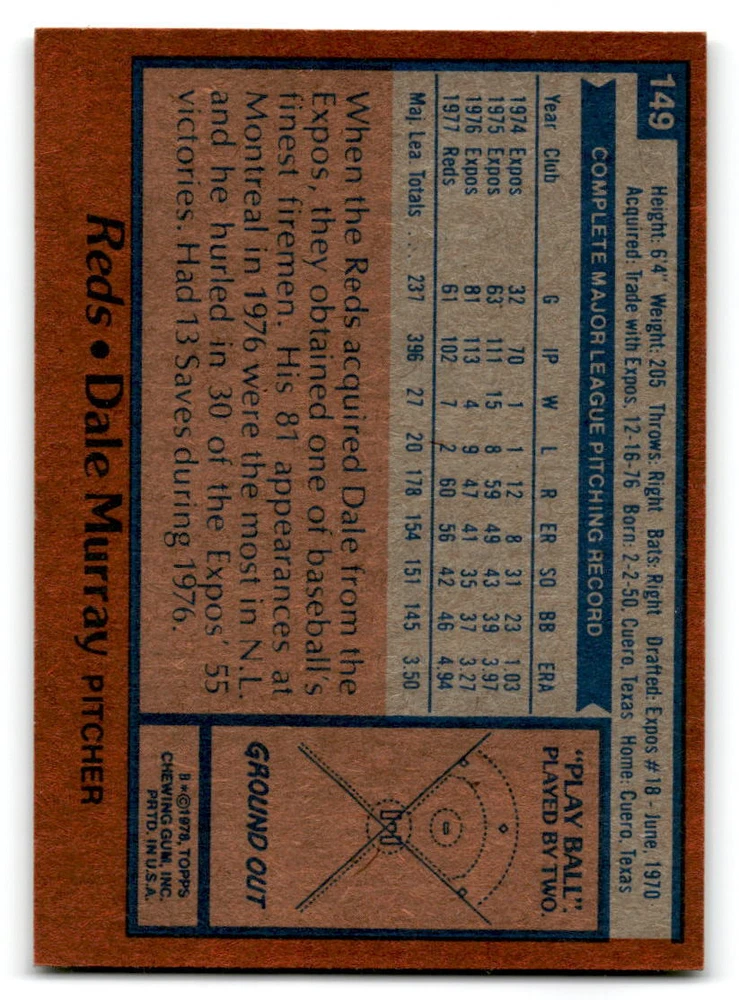 149
Height: 6'4" Weight: 205 Throws: Right Bats: Right Drafted: Expos #18-June, 1970
Acquired: Trade with Expos, 12-16-76 Born: 2-2-50, Cuero, Texas Home: Cuero, Texas
COMPLETE MAJOR LEAGUE PITCHING RECORD
Year Club G IP W L R ER SO BB ERA
1974 Expos 32 70 1 1 12 8 31 23 1.03
1975 Expos 63 111 15 8 59 49 43 39 3.97
1976 Expos 81 113 4 9 47 41 35 37 3.27
1977 Reds 61 102 7 2 60 56 42 46 4.94
Maj Lea Totals .... 237 396 27 20 178 154 151 145 3.50
When the Reds acquired Dale from the
Expos, they obtained one of baseball's
finest firemen. His 81 appearances at
Montreal in 1976 were the most in N.L.
and he hurled in 30 of the Expos' 55
victories. Had 13 Saves during 1976.
"PLAY BALL".
PLAYED BY TWO.
GROUND OUT
B*©1978, TOPPS
CHEWING GUM, INC.
PRTD. IN U.S.A.
Reds • Dale Murray PITCHER